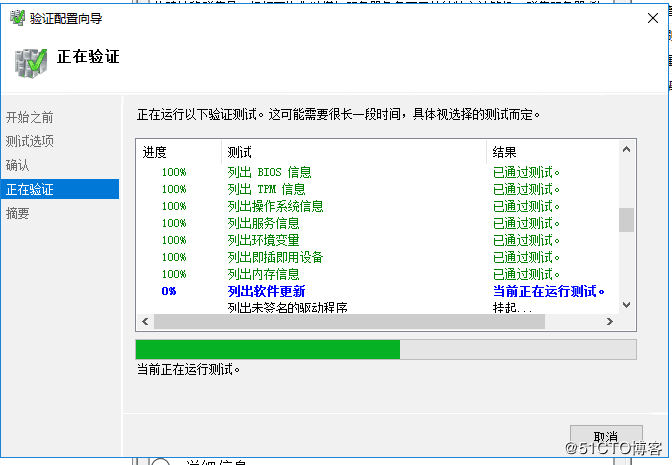 验证配置向导
正在验证
开始之前
测试选项
确认
正在验证
摘要
正在运行以下验证测试。这可能需要很长一段时间，具体视选择的测试而定。
进度 测试 结果
100% 列出 BIOS 信息 已通过测试。
100% 列出 TPM 信息 已通过测试。
100% 列出操作系统信息 已通过测试。
100% 列出服务信息 已通过测试。
100% 列出环境变量 已通过测试。
100% 列出即插即用设备 已通过测试。
100% 列出内存信息 已通过测试。
0% 列出软件更新 当前正在运行测试。
列出未签名的驱动程序 挂起...
当前正在运行测试。
取消
@51CTO博客